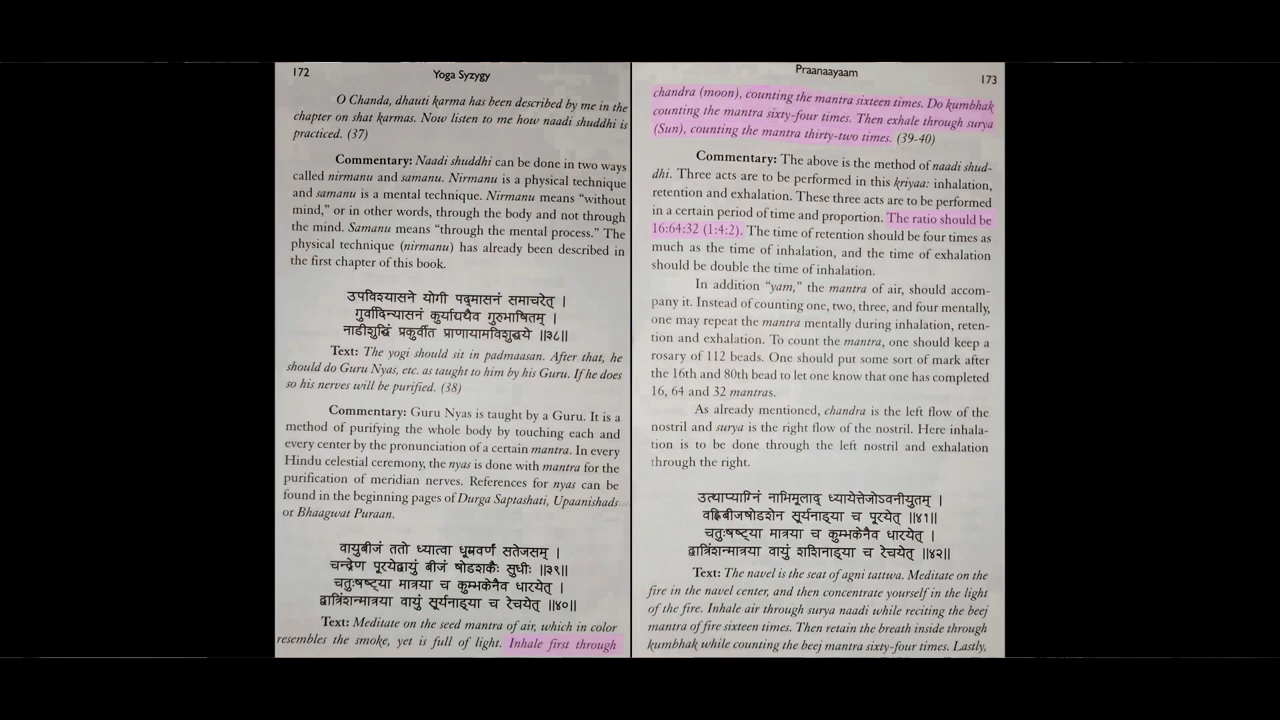 172
Yoga Syzygy
O Chanda, dhauti karma has been described by me in the
chapter on shat karmas. Now listen to me how naadi shuddhi is
practiced. (37)
Commentary: Naadi shuddhi can be done in two ways
called nirmanu and samanu. Nirmanu is a physical technique
and samanu is a mental technique. Nirmanu means “without
mind,” or in other words, through the body and not through
the mind. Samanu means “through the mental process.” The
physical technique (nirmanu) has already been described in
the first chapter of this book.
उपविश्यासने योगी पद्मासनं समाचरेत् ।
गुर्वादिन्यासनं कुर्याद्यथैव गुरुभाषितम् ।
नाडीशुद्धिं प्रकुर्वीत प्राणायामविशुद्धये ॥३८॥
Text: The yogi should sit in padmaasan. After that, he
should do Guru Nyas, etc. as taught to him by his Guru. If he does
so his nerves will be purified. (38)
Commentary: Guru Nyas is taught by a Guru. It is a
method of purifying the whole body by touching each and
every center by the pronunciation of a certain mantra. In every
Hindu celestial ceremony, the nyas is done with mantra for the
purification of meridian nerves. References for nyas can be
found in the beginning pages of Durga Saptashati, Upaanishads
or Bhaagwat Puraan.
वायुबीजं ततो ध्यात्वा धूम्रवर्णं सतेजसम् ।
चन्द्रेण पूरयेद्वायुं बीजं षोडशकैः सुधीः ॥३९॥
चतुःषष्ट्या मात्रया च कुम्भकेनैव धारयेत् ।
द्वात्रिंशन्मात्रया वायुं सूर्यनाड्या च रेचयेत् ॥४०॥
Text: Meditate on the seed mantra of air, which in color
resembles the smoke, yet is full of light. Inhale first through
Praanaayaam
173
chandra (moon), counting the mantra sixteen times. Do kumbhak
counting the mantra sixty-four times. Then exhale through surya
(Sun), counting the mantra thirty-two times. (39-40)
Commentary: The above is the method of naadi shud-
dhi. Three acts are to be performed in this kriyaa: inhalation,
retention and exhalation. These three acts are to be performed
in a certain period of time and proportion. The ratio should be
16:64:32 (1:4:2). The time of retention should be four times as
much as the time of inhalation, and the time of exhalation
should be double the time of inhalation.
In addition “yam,” the mantra of air, should accom-
pany it. Instead of counting one, two, three, and four mentally,
one may repeat the mantra mentally during inhalation, reten-
tion and exhalation. To count the mantra, one should keep a
rosary of 112 beads. One should put some sort of mark after
the 16th and 80th bead to let one know that one has completed
16, 64 and 32 mantras.
As already mentioned, chandra is the left flow of the
nostril and surya is the right flow of the nostril. Here inhala-
tion is to be done through the left nostril and exhalation
through the right.
उत्थाप्याग्निं नाभिमूलाद् ध्यायेत्तेजोऽवनीयुतम् ।
वह्निबीजषोडशेन सूर्यनाड्या च पूरयेत् ॥४१॥
चतुःषष्ट्या मात्रया च कुम्भकेनैव धारयेत् ।
द्वात्रिंशन्मात्रया वायुं शशिनाड्या च रेचयेत् ॥४२॥
Text: The navel is the seat of agni tattwa. Meditate on the
fire in the navel center, and then concentrate yourself in the light
of the fire. Inhale air through surya naadi while reciting the beej
mantra of fire sixteen times. Then retain the breath inside through
kumbhak while counting the beej mantra sixty-four times. Lastly,